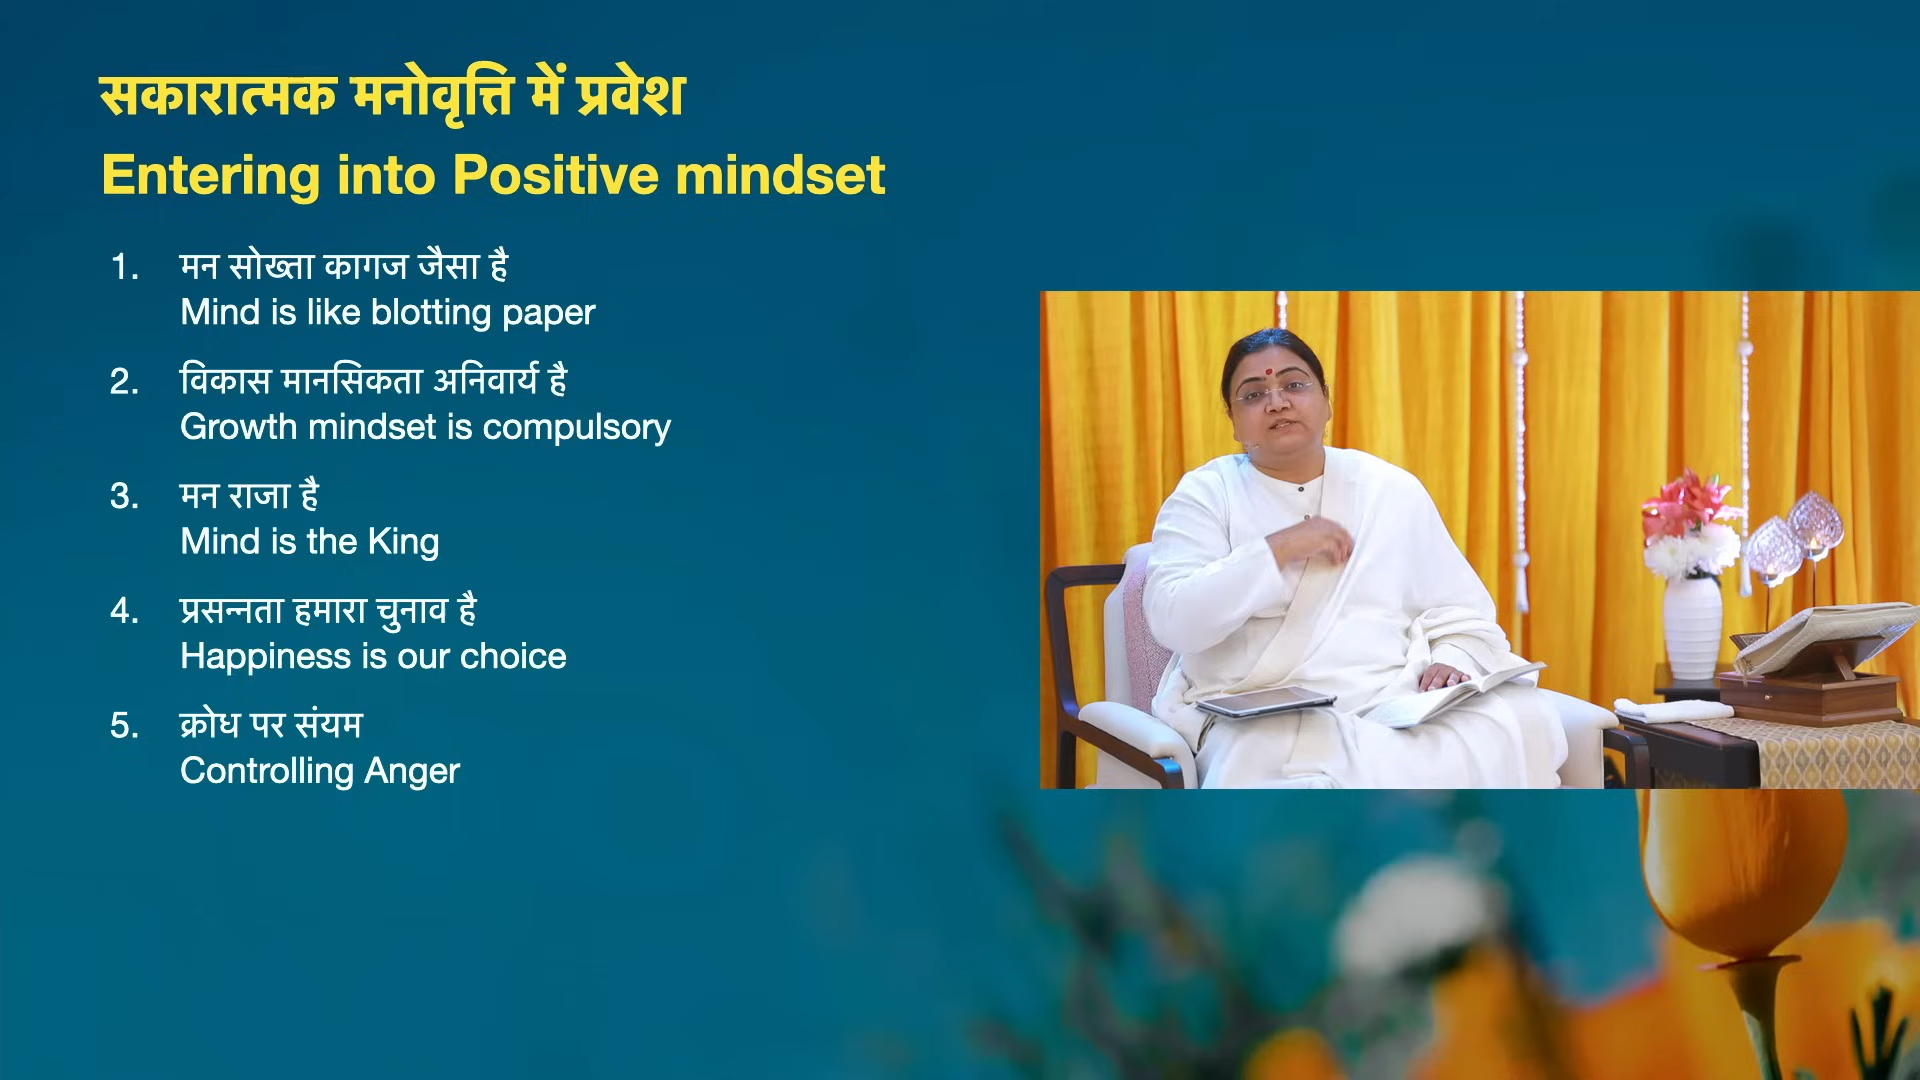 सकारात्मक मनोवृत्ति में प्रवेश
Entering into Positive mindset
1. मन सोख्ता कागज जैसा है
Mind is like blotting paper
2. विकास मानसिकता अनिवार्य है
Growth mindset is compulsory
3. मन राजा है
Mind is the King
4. प्रसन्नता हमारा चुनाव है
Happiness is our choice
5. क्रोध पर संयम
Controlling Anger